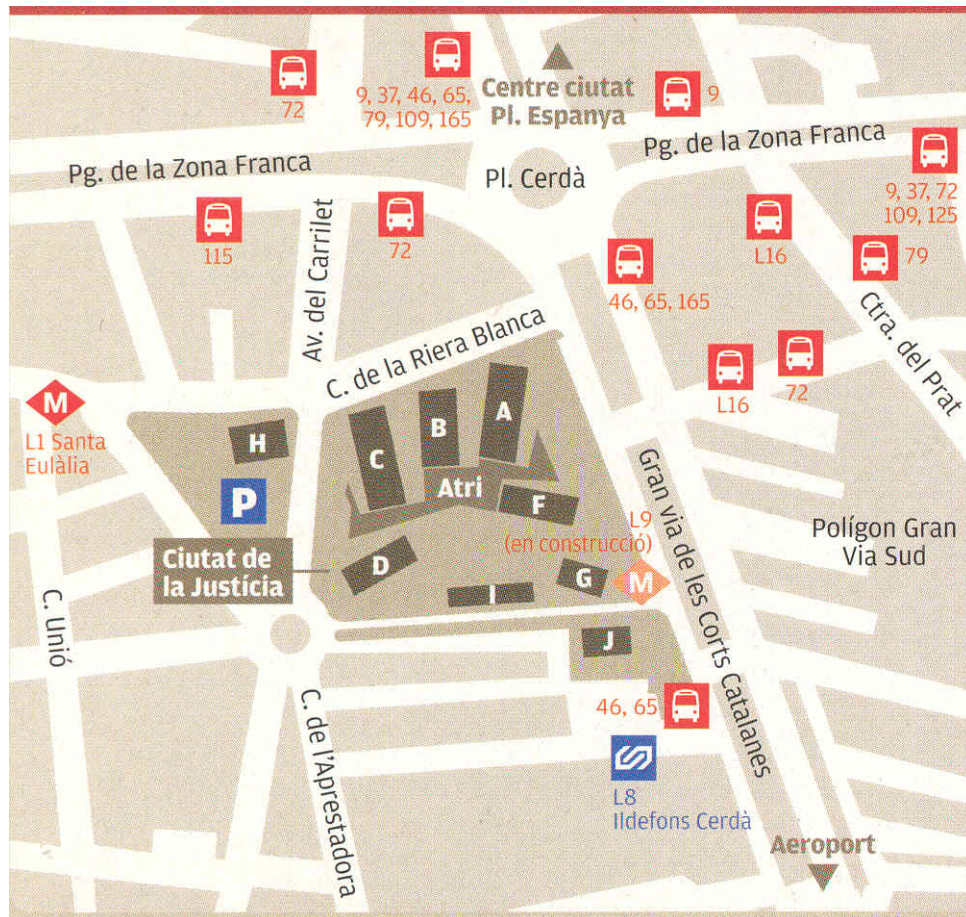 72
9, 37, 46, 65,
79, 109, 165
Centre ciutat
Pl. Espanya
9
Pg. de la Zona Franca
Pl. Cerdà
Pg. de la Zona Franca
9, 37, 72
109, 125
115
Av. del Carrilet
72
46, 65, 165
L16
79
Ctra. del Prat
C. de la Riera Blanca
L16
72
M
L1 Santa
Eulàlia
H
P
C
B
A
Atri
F
L9
(en construcció)
M
Gran via de les Corts Catalanes
Polígon Gran
Via Sud
Ciutat de
la Justícia
D
I
G
J
C. Unió
C. de l'Aprestadora
46, 65
L8
Ildefons Cerdà
Aeroport